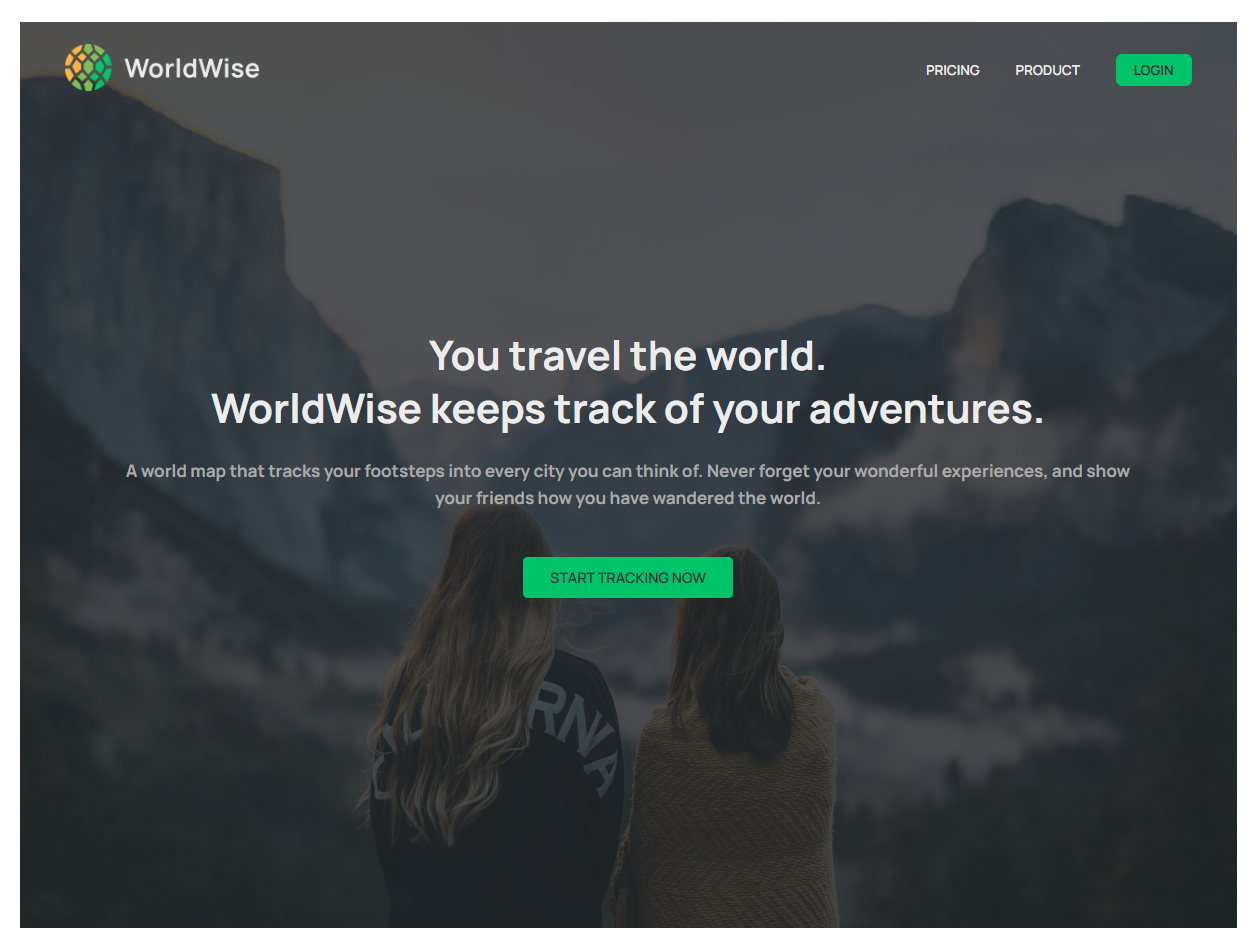 WorldWise
PRICING
PRODUCT
LOGIN
You travel the world.
WorldWise keeps track of your adventures.
A world map that tracks your footsteps into every city you can think of. Never forget your wonderful experiences, and show
your friends how you have wandered the world.
START TRACKING NOW
RNIA